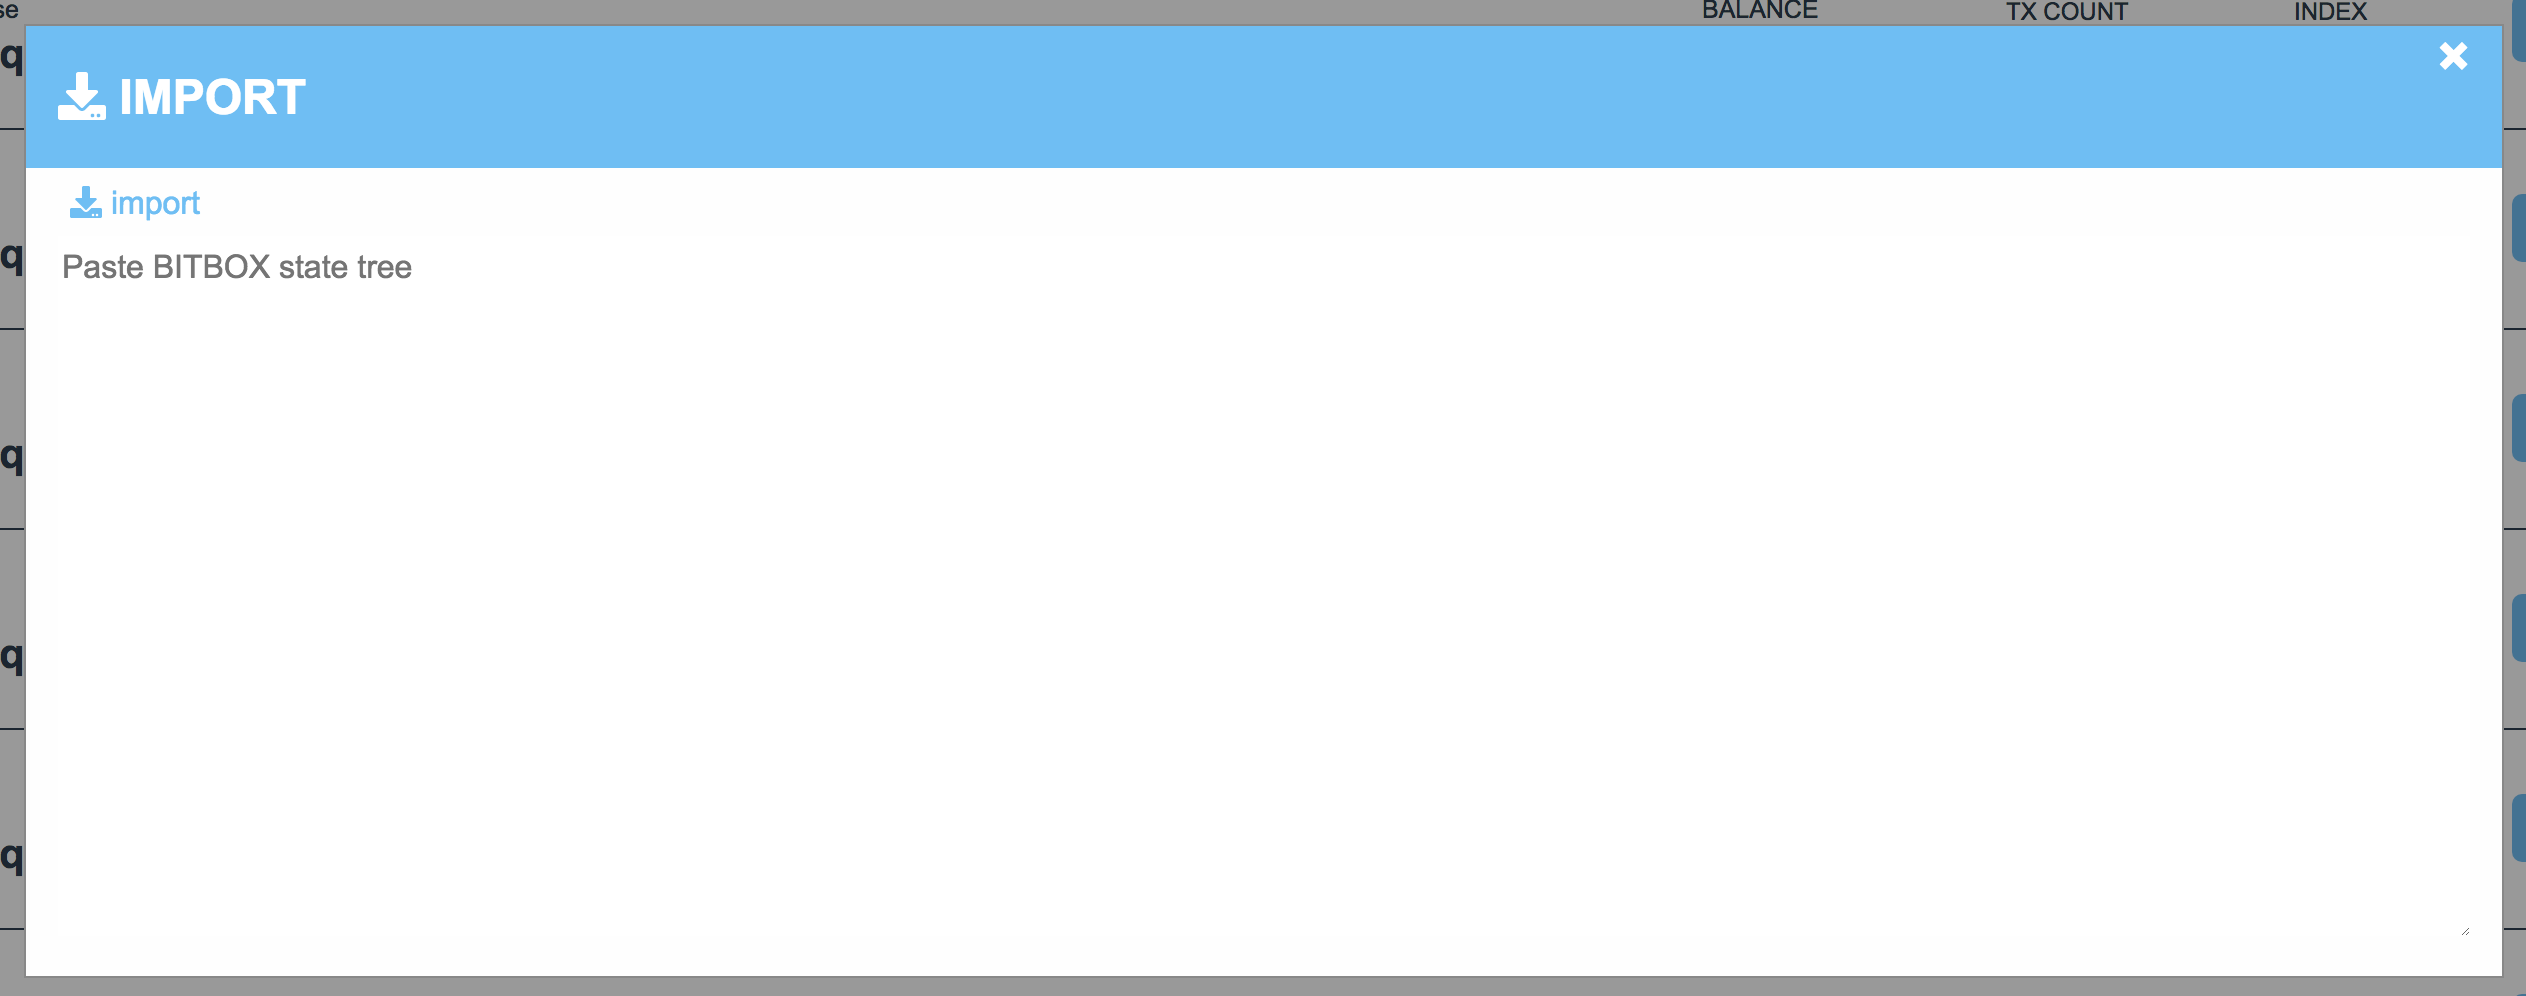 se
BALANCE
TX COUNT
INDEX
q
IMPORT
import
Paste BITBOX state tree
q
q
q
q